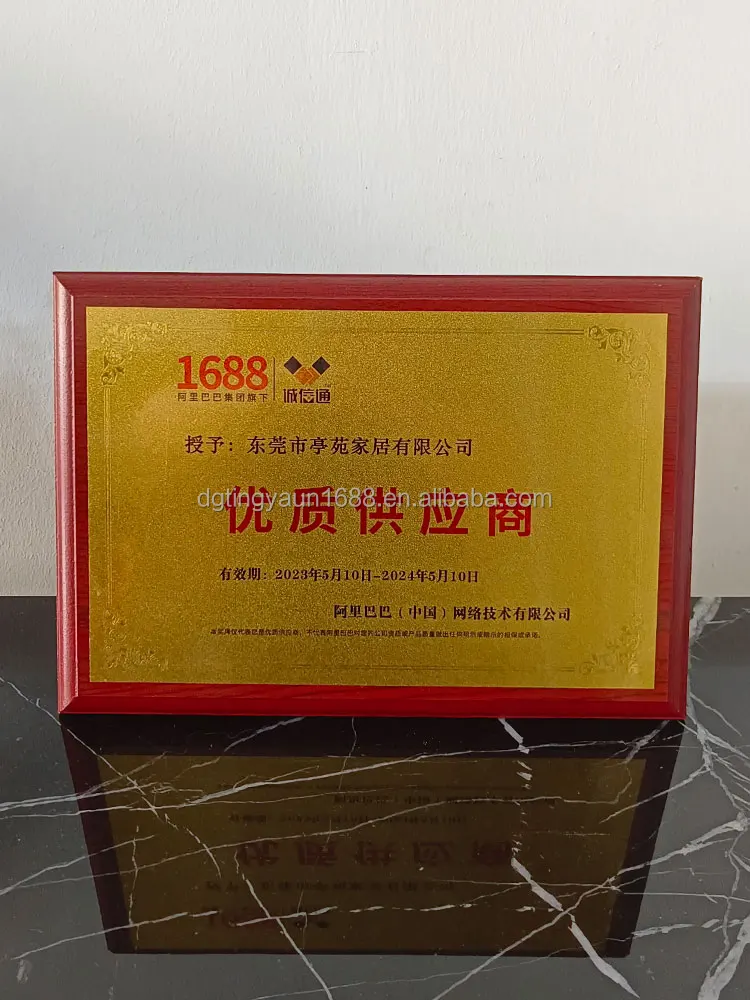 1688 诚信通
阿里巴巴集团旗下
授予：东莞市亭苑家居有限公司
dgtingyaun1688.en.alibaba.com
优质供应商
有效期：2023年5月10日-2024年5月10日
阿里巴巴（中国）网络技术有限公司